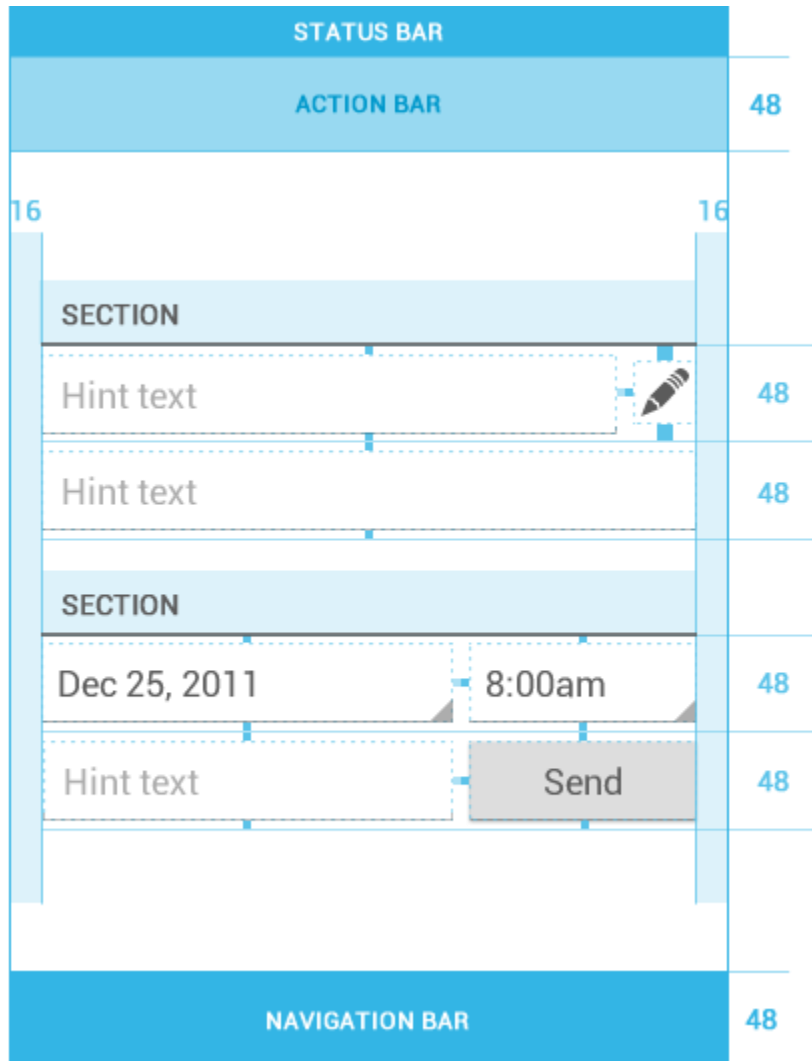 STATUS BAR
ACTION BAR 48
16 16
SECTION
Hint text 48
Hint text 48
SECTION
Dec 25, 2011 8:00am 48
Hint text Send 48
NAVIGATION BAR 48